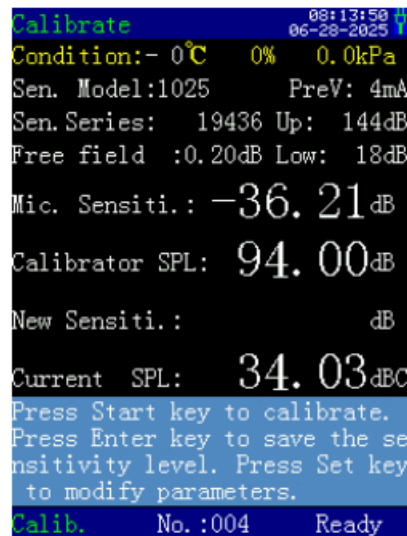 Calibrate 08:13:50
06-28-2025
Condition:- 0℃ 0% 0.0kPa
Sen. Model:1025 PreV: 4mA
Sen.Series: 19436 Up: 144dB
Free field :0.20dB Low: 18dB
Mic. Sensiti.: -36.21dB
Calibrator SPL: 94.00dB
New Sensiti.: dB
Current SPL: 34.03dBC
Press Start key to calibrate.
Press Enter key to save the se
nsitivity level. Press Set key
to modify parameters.
Calib. No.:004 Ready